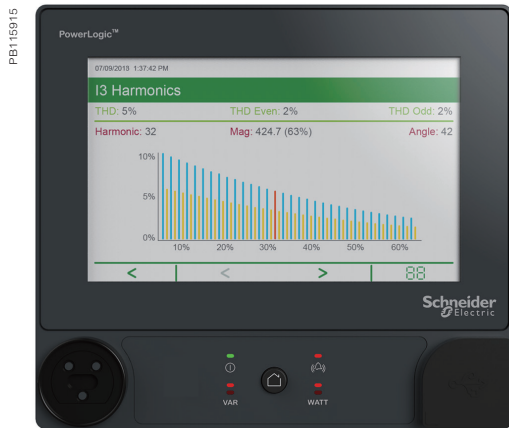 PB115915
PowerLogic™
07/09/2018 1:37:42 PM
I3 Harmonics
THD: 5% THD Even: 2% THD Odd: 2%
Harmonic: 32 Mag: 424.7 (63%) Angle: 42
10%
5%
0%
10% 20% 30% 40% 50% 60%
< < > 88
Schneider
Electric
VAR WATT